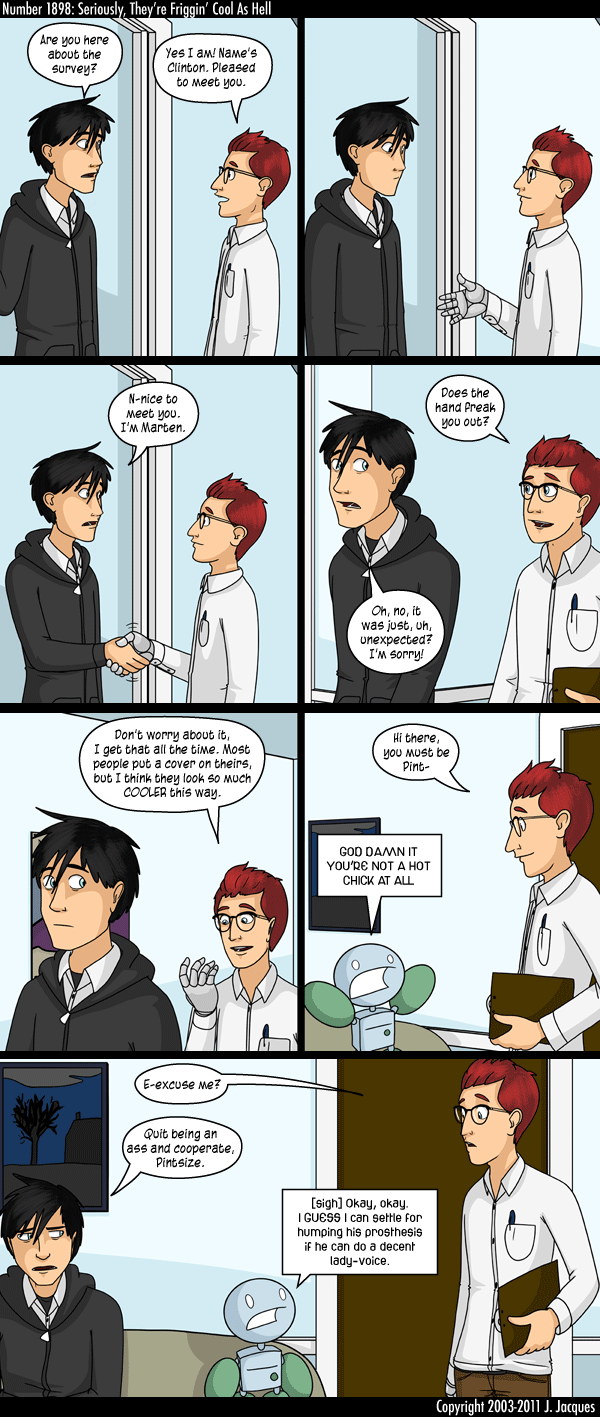 Number 1898: Seriously, They're Friggin' Cool As Hell
Are you here
about the
survey?
Yes I am! Name's
Clinton. Pleased
to meet you.
N-nice to
meet you.
I'm Marten.
Does the
hand freak
you out?
Oh, no, it
was just, uh,
unexpected?
I'm sorry!
Don't worry about it,
I get that all the time. Most
people put a cover on theirs,
but I think they look so much
COOLER this way.
Hi there,
you must be
Pint-
GOD DAMN IT
YOU'RE NOT A HOT
CHICK AT ALL
E-excuse me?
Quit being an
ass and cooperate,
Pintsize.
[sigh] Okay, okay.
I GUESS I can settle for
humping his prosthesis
if he can do a decent
lady-voice.
Copyright 2003-2011 J. Jacques